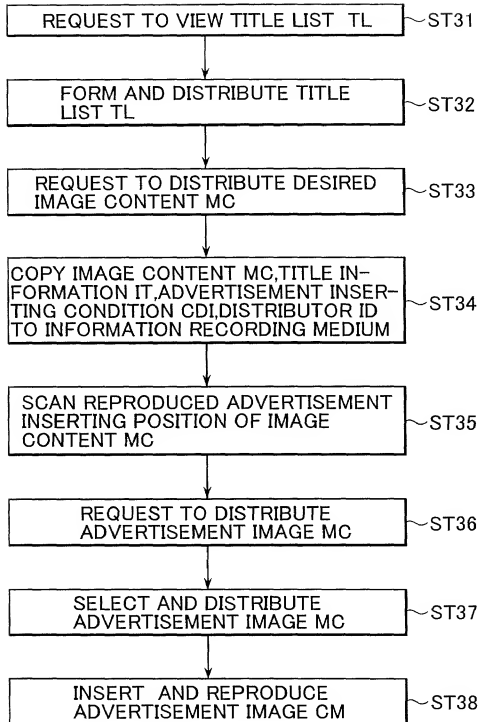 REQUEST TO VIEW TITLE LIST TL
ST31
FORM AND DISTRIBUTE TITLE
LIST TL
ST32
REQUEST TO DISTRIBUTE DESIRED
IMAGE CONTENT MC
ST33
COPY IMAGE CONTENT MC,TITLE IN-
FORMATION IT,ADVERTISEMENT INSER-
TING CONDITION CDI,DISTRIBUTOR ID
TO INFORMATION RECORDING MEDIUM
ST34
SCAN REPRODUCED ADVERTISEMENT
INSERTING POSITION OF IMAGE
CONTENT MC
ST35
REQUEST TO DISTRIBUTE
ADVERTISEMENT IMAGE MC
ST36
SELECT AND DISTRIBUTE
ADVERTISEMENT IMAGE MC
ST37
INSERT AND REPRODUCE
ADVERTISEMENT IMAGE CM
ST38